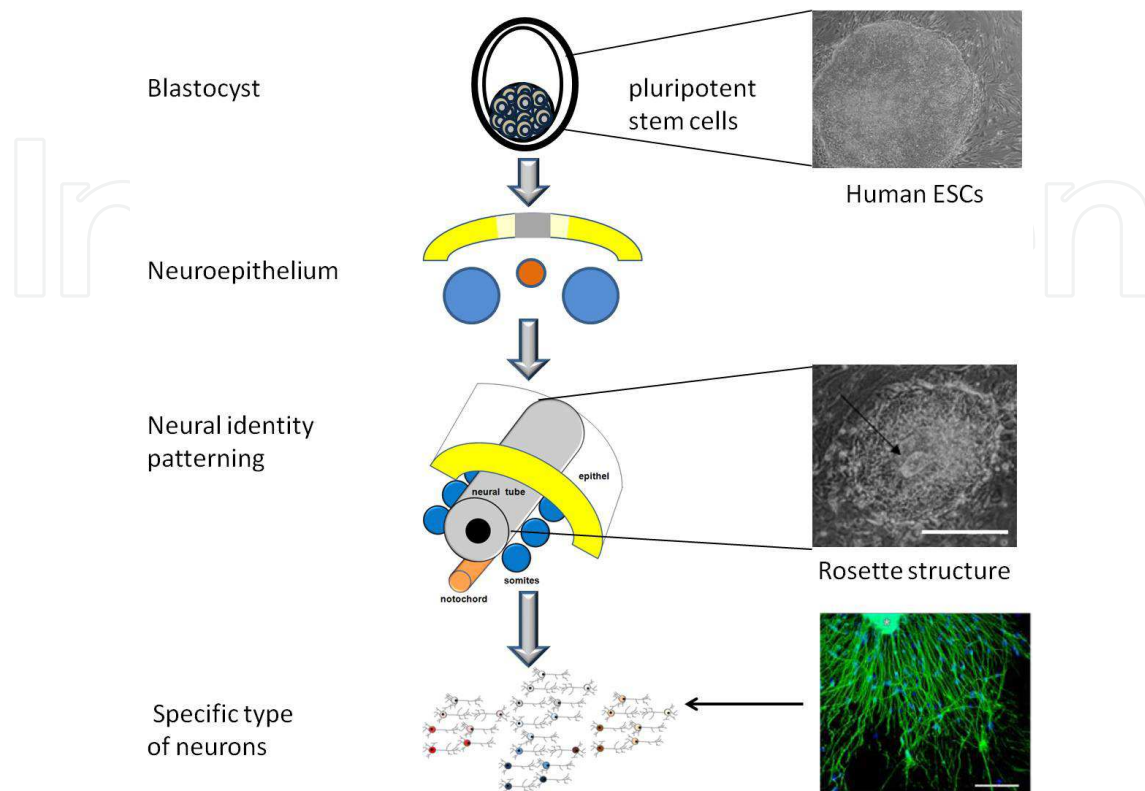 Blastocyst
pluripotent
stem cells
Human ESCs
Neuroepithelium
Neural identity
patterning
epithel
neural tube
somites
notochord
Rosette structure
Specific type
of neurons